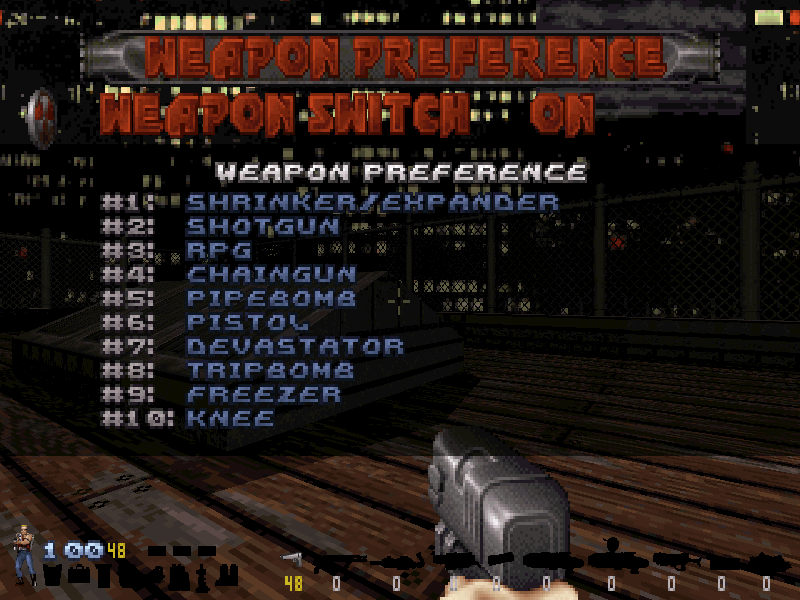 WEAPON PREFERENCE
WEAPON SWITCH ON
WEAPON PREFERENCE
#1: SHRINKER/EXPANDER
#2: SHOTGUN
#3: RPG
#4: CHAINGUN
#5: PIPEBOMB
#6: PISTOL
#7: DEVASTATOR
#8: TRIPBOMB
#9: FREEZER
#10: KNEE
100 48
48 0 0 0 0 0 0 0 0 0